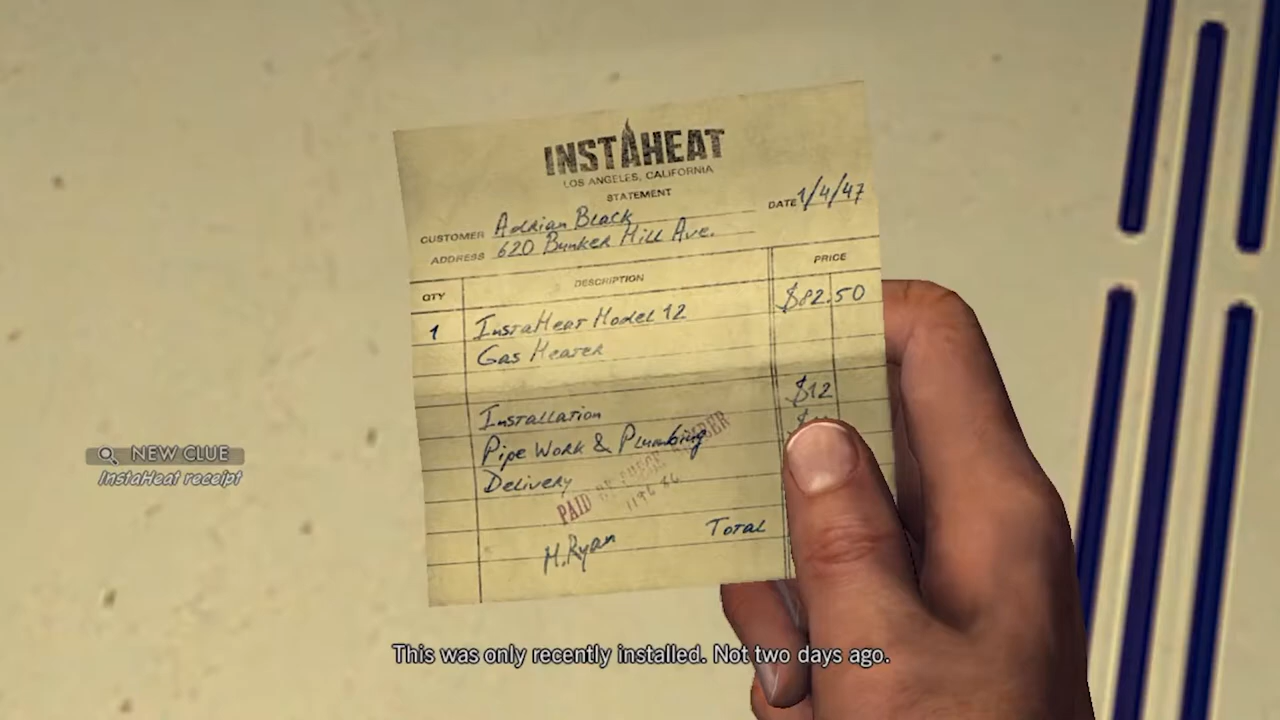 INSTAHEAT
LOS ANGELES, CALIFORNIA
STATEMENT
CUSTOMER Adrian Black
DATE 1/4/47
ADDRESS 620 Bunker Hill Ave.
QTY DESCRIPTION PRICE
1 InstaHeat Model 12 $82.50
Gas Heater
Installation $12
Pipe Work & Plumbing
Delivery
PAID
H.Ryan Total
NEW CLUE
InstaHeat receipt
This was only recently installed. Not two days ago.